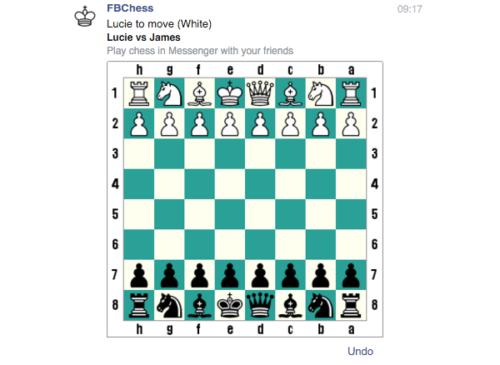 FBChess
09:17
Lucie to move (White)
Lucie vs James
Play chess in Messenger with your friends
h g f e d c b a
1 1
2 2
3 3
4 4
5 5
6 6
7 7
8 8
h g f e d c b a
Undo